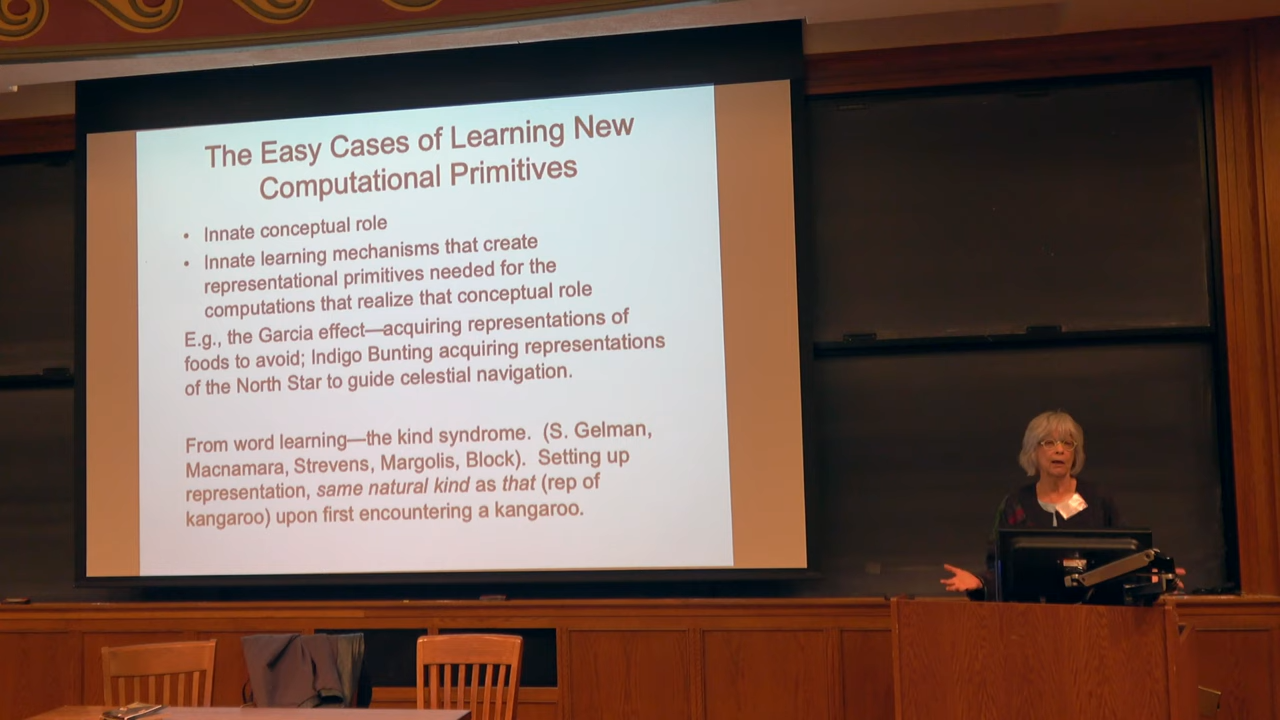 The Easy Cases of Learning New
Computational Primitives
• Innate conceptual role
• Innate learning mechanisms that create
representational primitives needed for the
computations that realize that conceptual role
E.g., the Garcia effect—acquiring representations of
foods to avoid; Indigo Bunting acquiring representations
of the North Star to guide celestial navigation.
From word learning—the kind syndrome. (S. Gelman,
Macnamara, Strevens, Margolis, Block). Setting up
representation, same natural kind as that (rep of
kangaroo) upon first encountering a kangaroo.